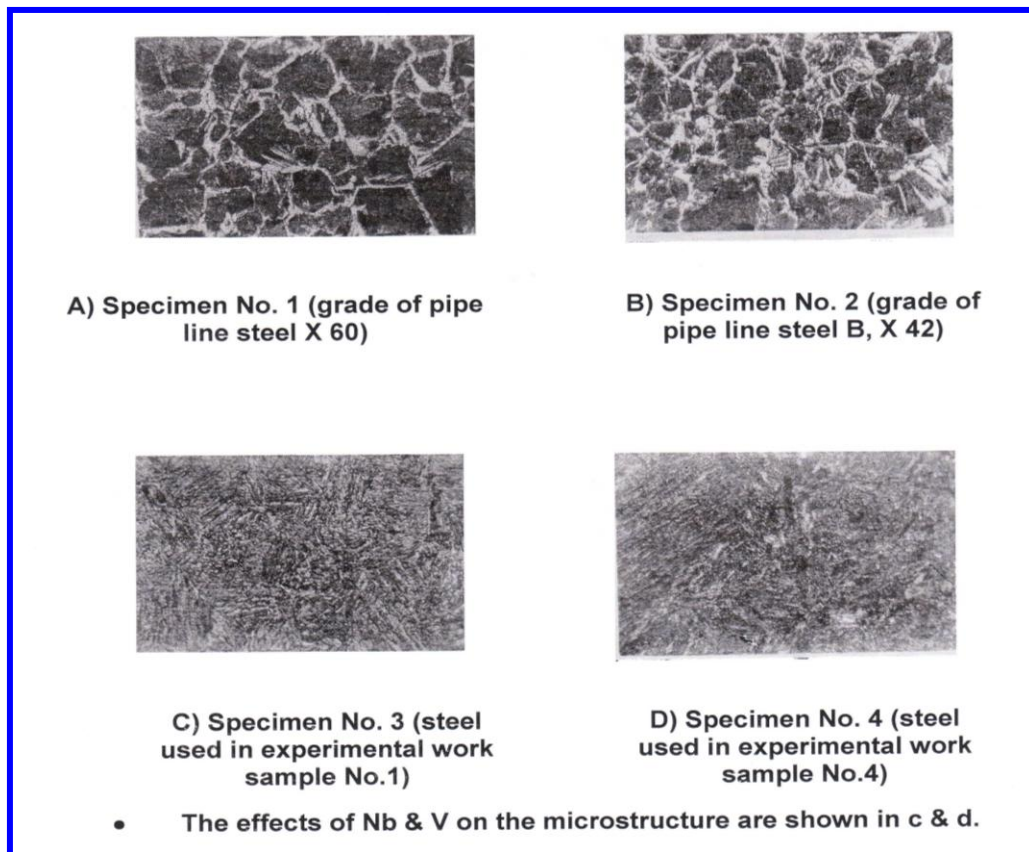 A) Specimen No. 1 (grade of pipe
line steel X 60)
B) Specimen No. 2 (grade of
pipe line steel B, X 42)
C) Specimen No. 3 (steel
used in experimental work
sample No.1)
D) Specimen No. 4 (steel
used in experimental work
sample No.4)
• The effects of Nb & V on the microstructure are shown in c & d.